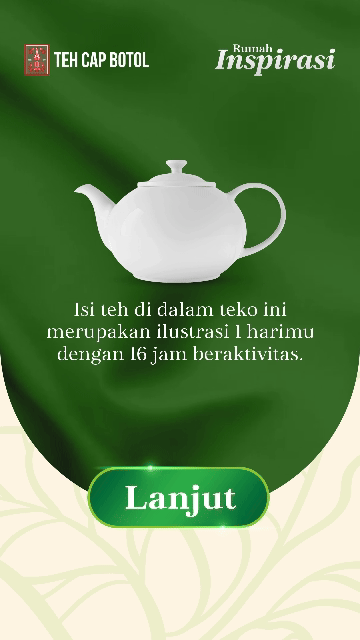 TEH CAP BOTOL
Rumah
Inspirasi
Isi teh di dalam teko ini
merupakan ilustrasi 1 harimu
dengan 16 jam beraktivitas.
Lanjut